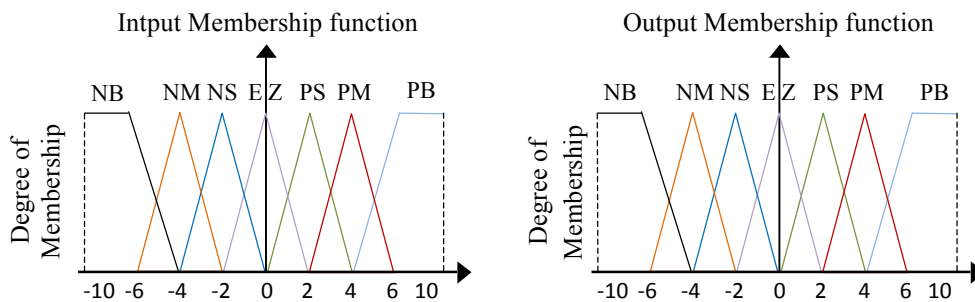 Intput Membership function
NB NM NS EZ PS PM PB
Degree of
Membership
-10 -6 -4 -2 0 2 4 6 10
Output Membership function
NB NM NS EZ PS PM PB
Degree of
Membership
-10 -6 -4 -2 0 2 4 6 10